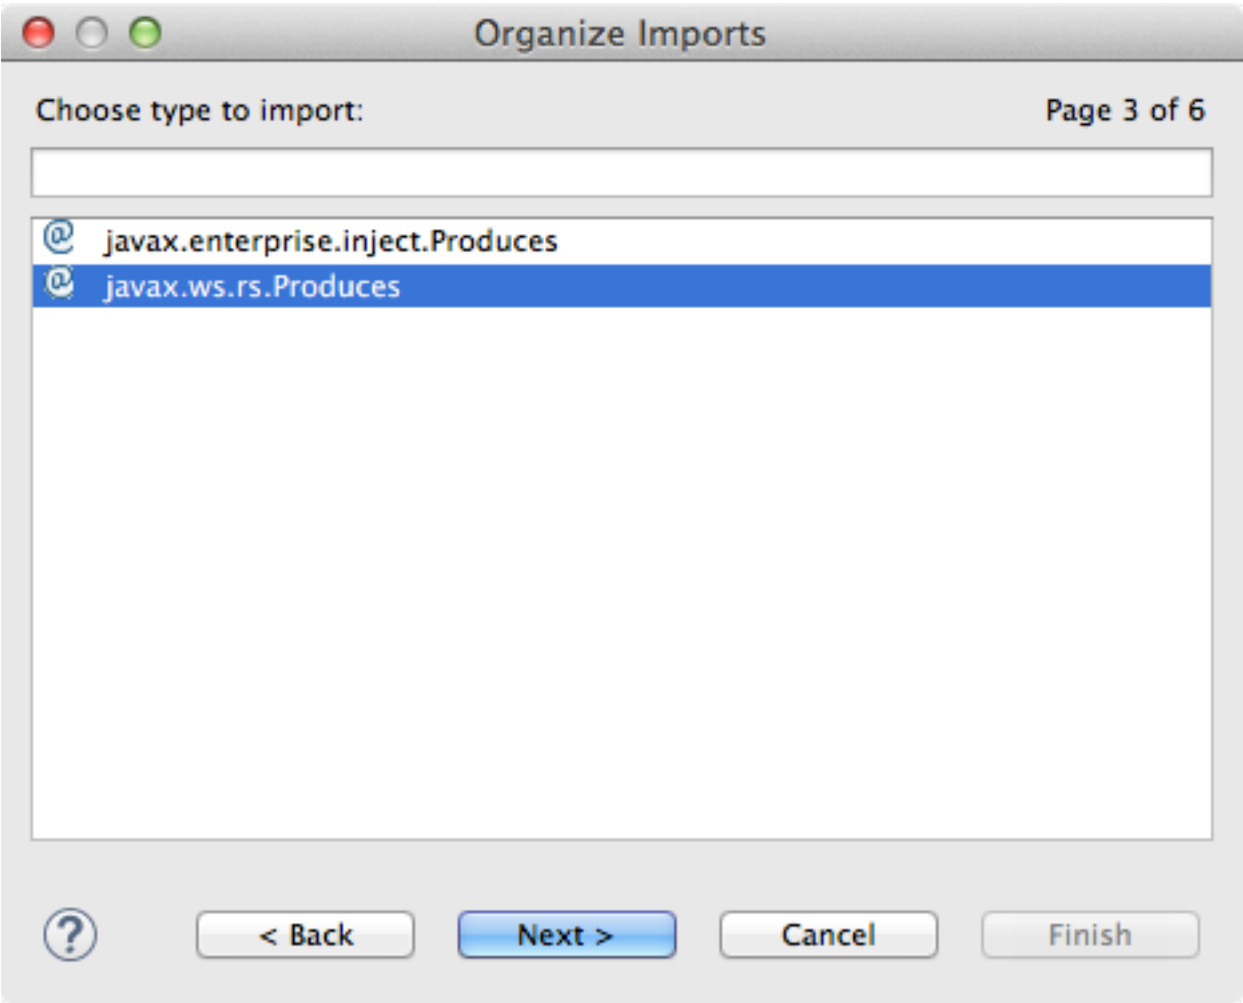 Organize Imports
Choose type to import: Page 3 of 6
@ javax.enterprise.inject.Produces
@ javax.ws.rs.Produces
? < Back Next > Cancel Finish